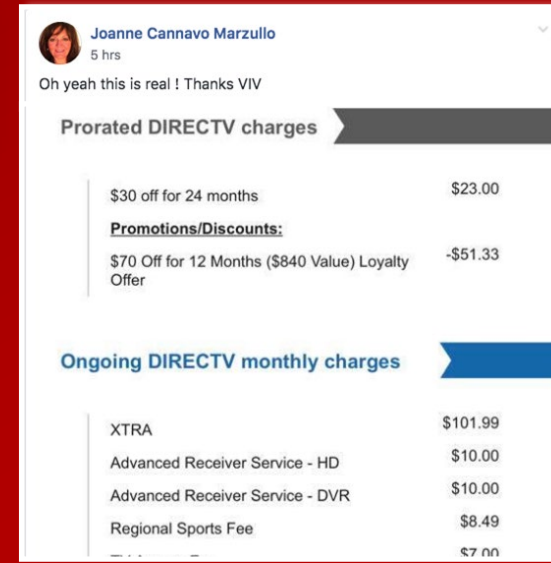 Joanne Cannavo Marzullo
5 hrs
Oh yeah this is real ! Thanks VIV
Prorated DIRECTV charges
$30 off for 24 months $23.00
Promotions/Discounts:
$70 Off for 12 Months ($840 Value) Loyalty -$51.33
Offer
Ongoing DIRECTV monthly charges
XTRA $101.99
Advanced Receiver Service - HD $10.00
Advanced Receiver Service - DVR $10.00
Regional Sports Fee $8.49
$7.00